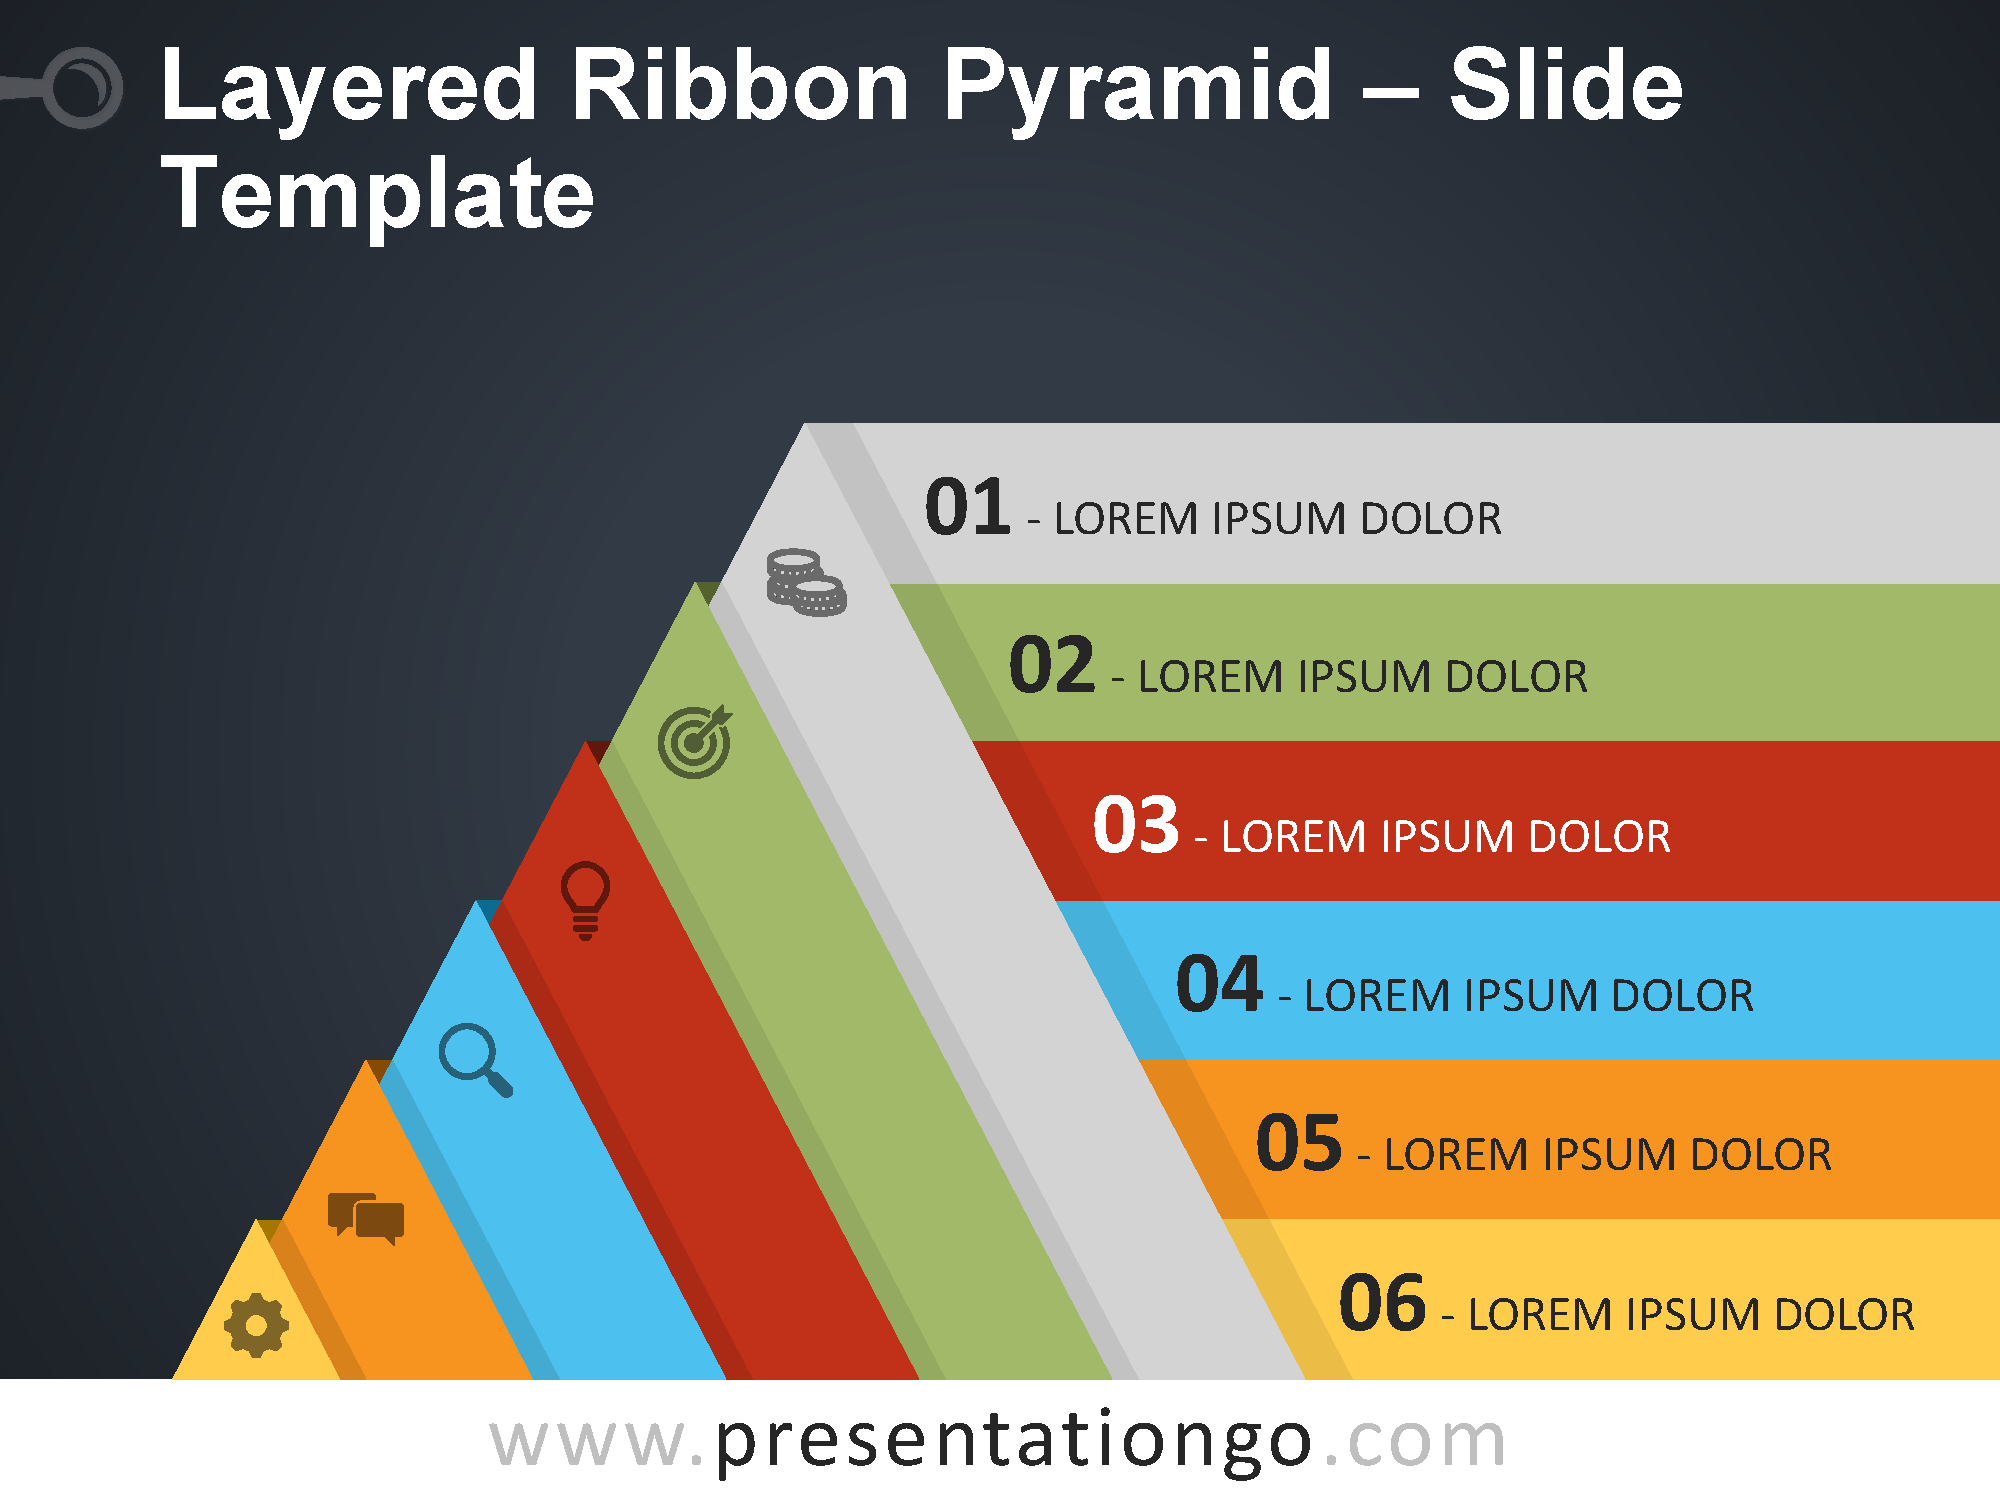 Layered Ribbon Pyramid – Slide
Template
01 - LOREM IPSUM DOLOR
02 - LOREM IPSUM DOLOR
03 - LOREM IPSUM DOLOR
04 - LOREM IPSUM DOLOR
05 - LOREM IPSUM DOLOR
06 - LOREM IPSUM DOLOR
www.presentationgo.com